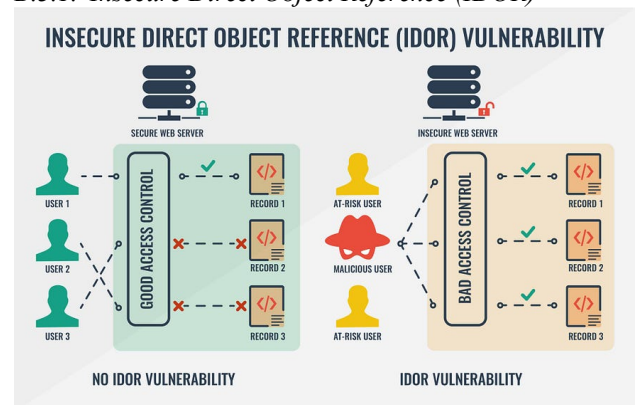 INSECURE DIRECT OBJECT REFERENCE (IDOR) VULNERABILITY
SECURE WEB SERVER
INSECURE WEB SERVER
USER 1
USER 2
USER 3
GOOD ACCESS CONTROL
</>
RECORD 1
</>
RECORD 2
</>
RECORD 3
AT-RISK USER
MALICIOUS USER
AT-RISK USER
BAD ACCESS CONTROL
</>
RECORD 1
</>
RECORD 2
</>
RECORD 3
NO IDOR VULNERABILITY
IDOR VULNERABILITY